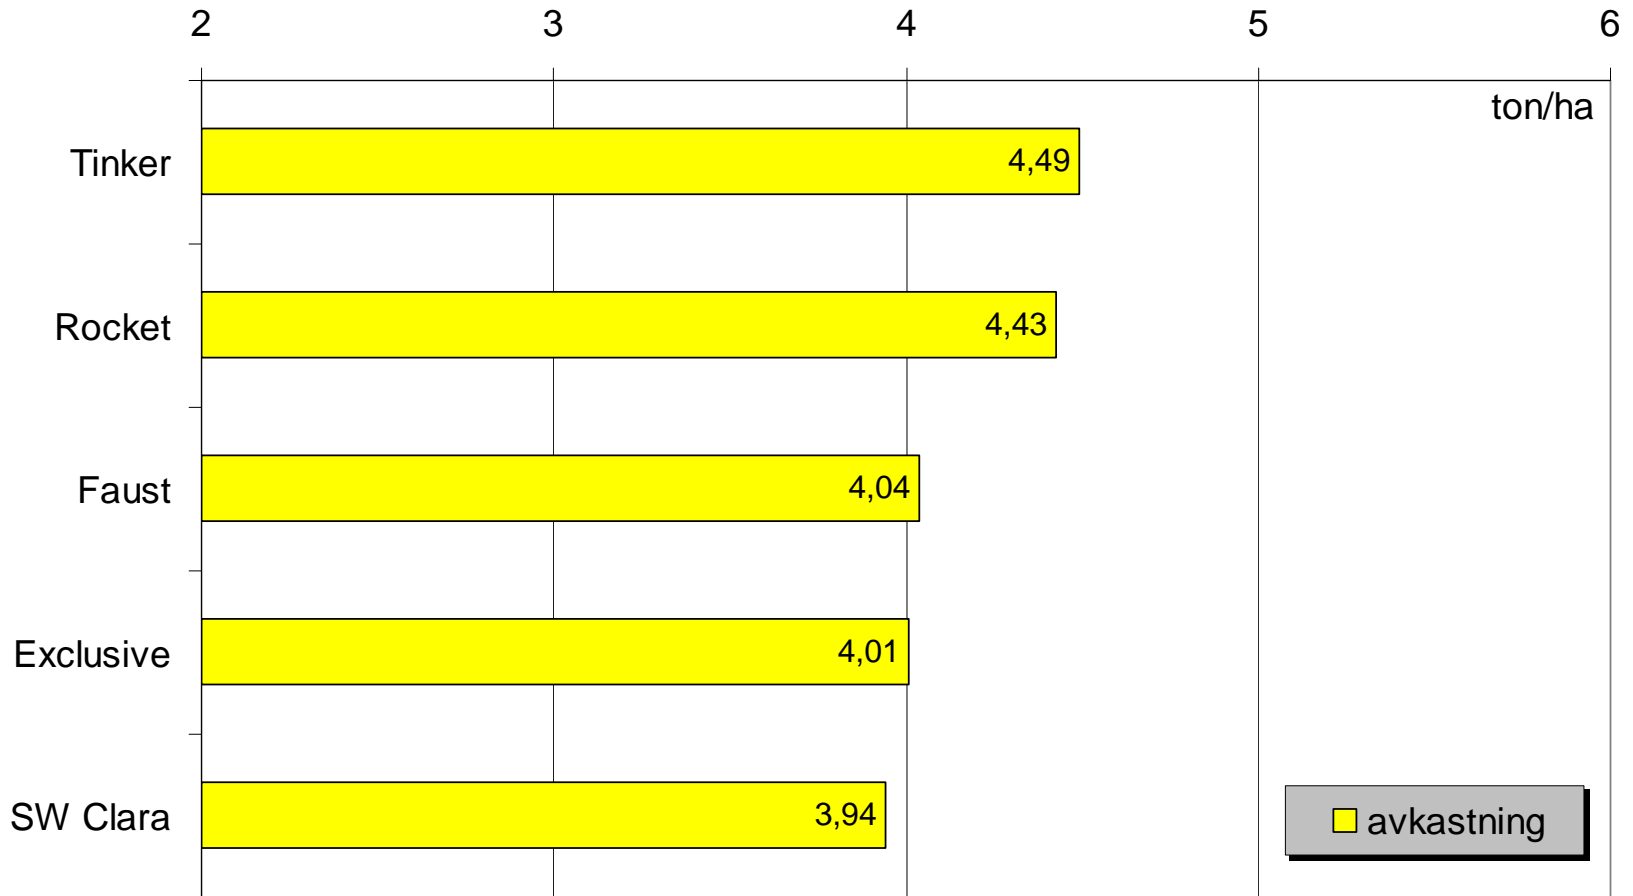 2 3 4 5 6
ton/ha
Tinker 4,49
Rocket 4,43
Faust 4,04
Exclusive 4,01
SW Clara 3,94
avkastning